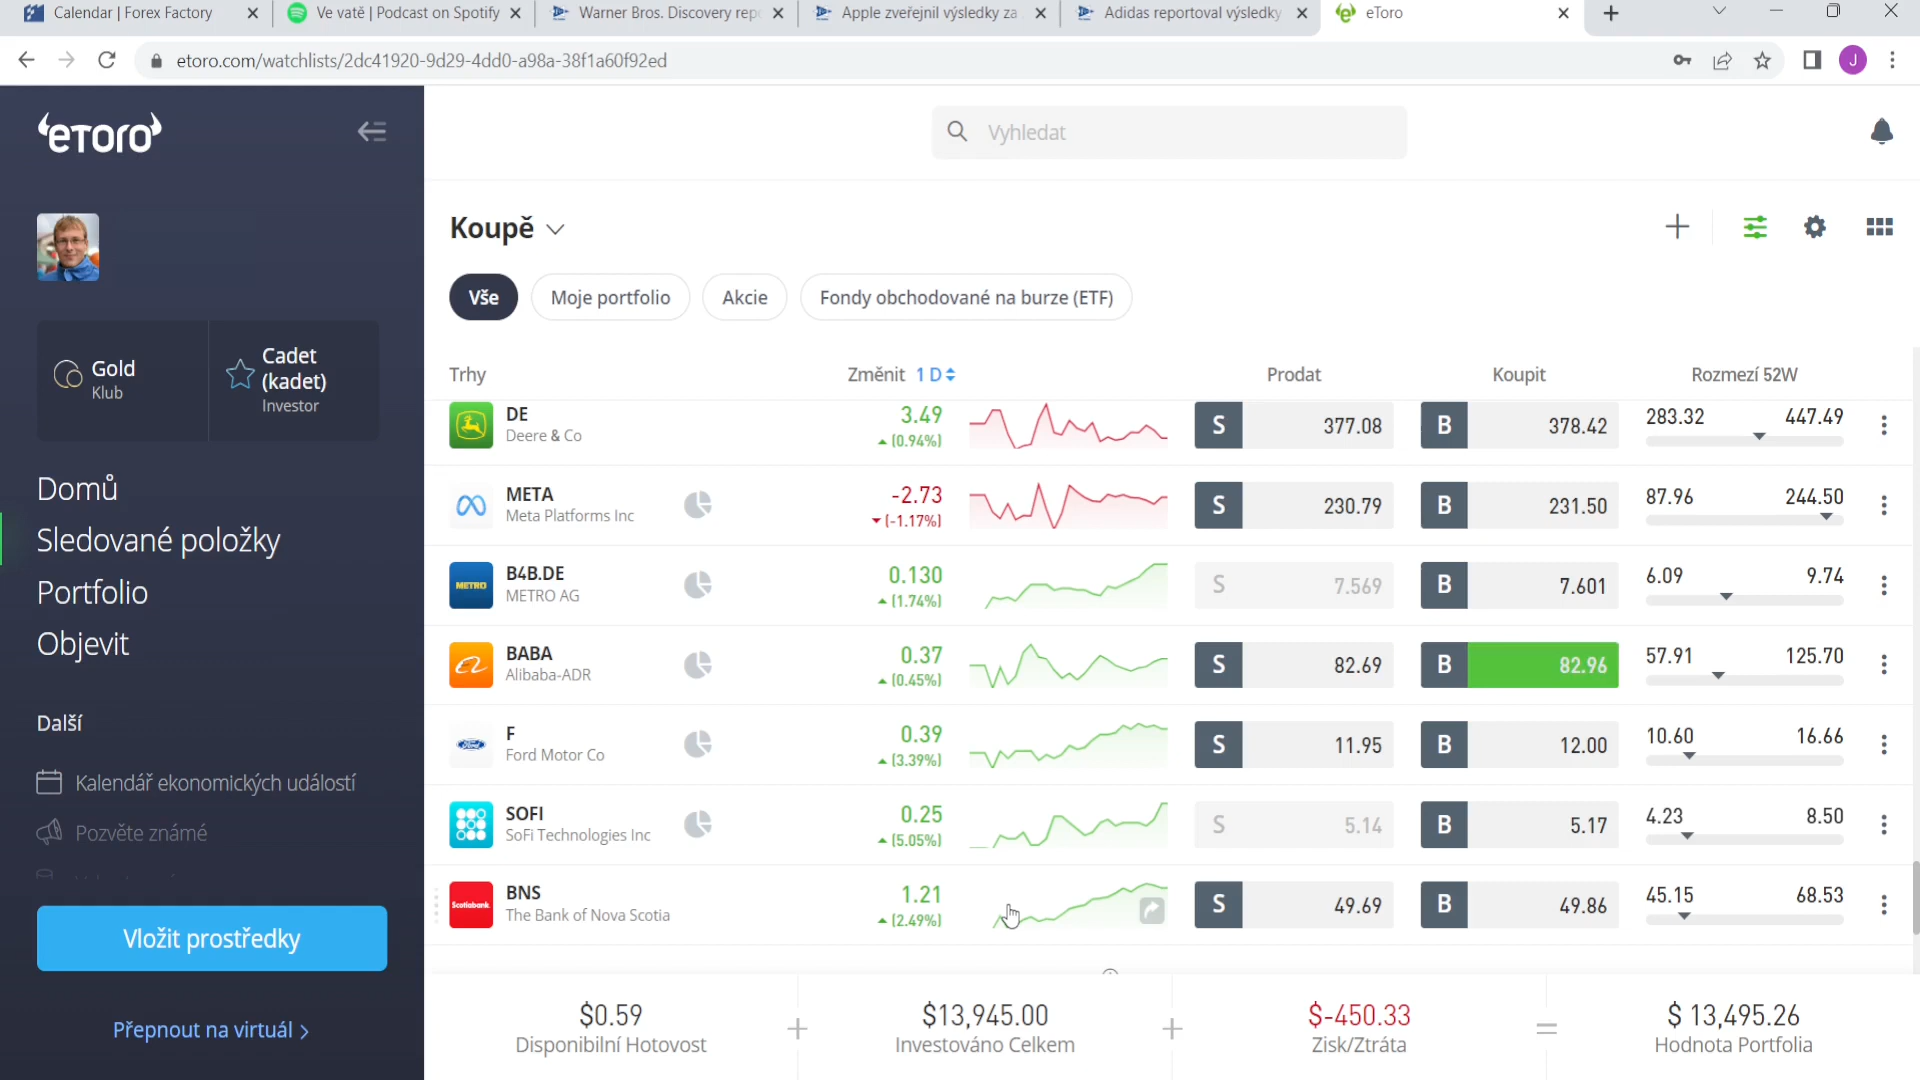 Calendar | Forex Factory
Ve vatě | Podcast on Spotify
Warner Bros. Discovery rep
Apple zveřejnil výsledky za
Adidas reportoval výsledky
eToro
etoro.com/watchlists/2dc41920-9d29-4dd0-a98a-38f1a60f92ed
J
eToro
Vyhledat
Koupě
Vše
Moje portfolio
Akcie
Fondy obchodované na burze (ETF)
Gold
Klub
Cadet
(kadet)
Investor
Domů
Sledované položky
Portfolio
Objevit
Další
Kalendář ekonomických událostí
Pozvěte známé
Vložit prostředky
Přepnout na virtuál >
Trhy
Změnit 1 D
Prodat
Koupit
Rozmezí 52W
DE
Deere & Co
3.49
(0.94%)
S 377.08
B 378.42
283.32 447.49
META
Meta Platforms Inc
-2.73
(-1.17%)
S 230.79
B 231.50
87.96 244.50
METRO
B4B.DE
METRO AG
0.130
(1.74%)
S 7.569
B 7.601
6.09 9.74
BABA
Alibaba-ADR
0.37
(0.45%)
S 82.69
B 82.96
57.91 125.70
Ford
F
Ford Motor Co
0.39
(3.39%)
S 11.95
B 12.00
10.60 16.66
SOFI
SoFi Technologies Inc
0.25
(5.05%)
S 5.14
B 5.17
4.23 8.50
Scotiabank
BNS
The Bank of Nova Scotia
1.21
(2.49%)
S 49.69
B 49.86
45.15 68.53
$0.59
Disponibilní Hotovost
+
$13,945.00
Investováno Celkem
+
$-450.33
Zisk/Ztráta
=
$ 13,495.26
Hodnota Portfolia